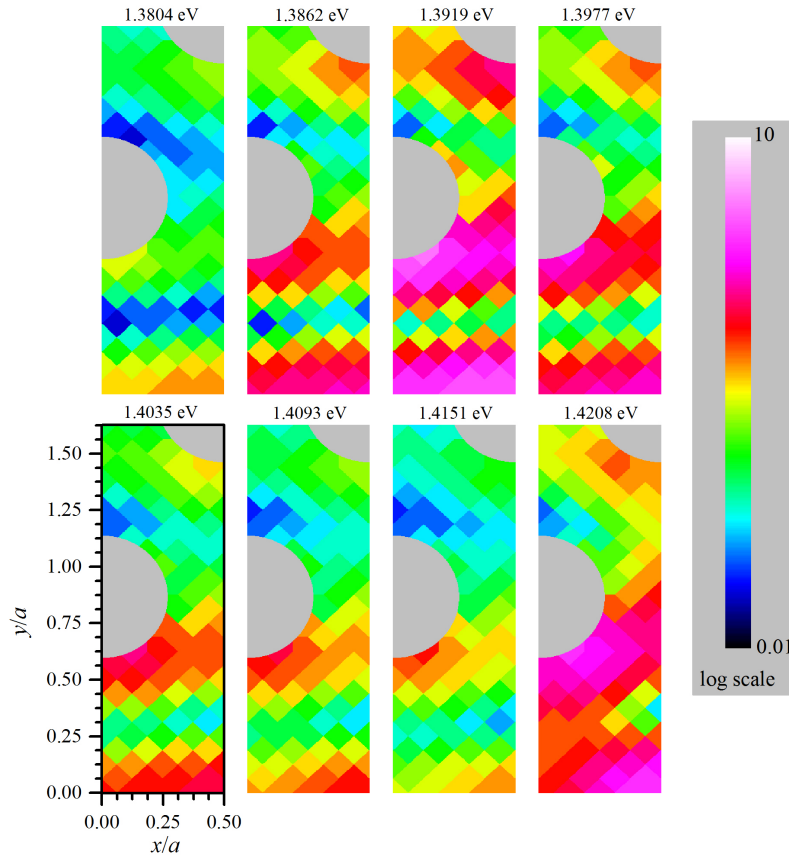 1.3804 eV
1.3862 eV
1.3919 eV
1.3977 eV
10
0.01
log scale
1.4035 eV
1.4093 eV
1.4151 eV
1.4208 eV
1.50
1.25
1.00
0.75
0.50
0.25
0.00
y/a
0.00
0.25
0.50
x/a